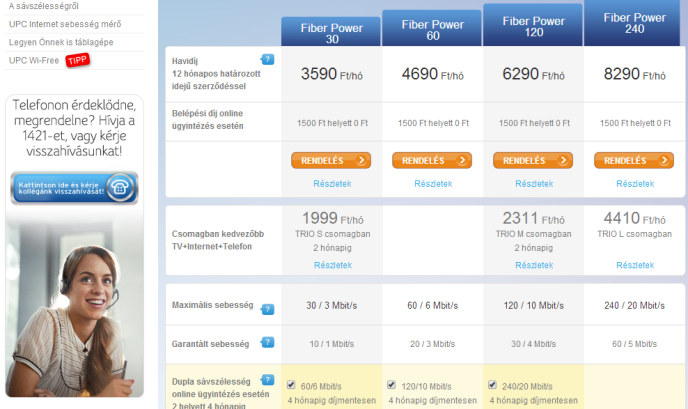 A sávszélességről
UPC Internet sebesség mérő
Legyen Önnek is táblagépe
UPC Wi-Free TIPP
Telefonon érdeklődne,
megrendelne? Hívja a
1421-et, vagy kérje
visszahívásunkat!
Kattintson ide és kérje
kollégánk visszahívását!
Fiber Power
30
Fiber Power
60
Fiber Power
120
Fiber Power
240
Havidíj ?
12 hónapos határozott
idejű szerződéssel
3590 Ft/hó
4690 Ft/hó
6290 Ft/hó
8290 Ft/hó
Belépési díj online
ügyintézés esetén
1500 Ft helyett 0 Ft
1500 Ft helyett 0 Ft
1500 Ft helyett 0 Ft
1500 Ft helyett 0 Ft
RENDELÉS
RENDELÉS
RENDELÉS
RENDELÉS
Részletek
Részletek
Részletek
Részletek
Csomagban kedvezőbb
TV+Internet+Telefon
1999 Ft/hó
TRIO S csomagban
2 hónapig
Részletek
2311 Ft/hó
TRIO M csomagban
2 hónapig
Részletek
4410 Ft/hó
TRIO L csomagban
Részletek
Maximális sebesség ?
30 / 3 Mbit/s
60 / 6 Mbit/s
120 / 10 Mbit/s
240 / 20 Mbit/s
Garantált sebesség ?
10 / 1 Mbit/s
20 / 3 Mbit/s
30 / 4 Mbit/s
60 / 5 Mbit/s
Dupla sávszélesség ?
online ügyintézés esetén
2 helyett 4 hónapig
60/6 Mbit/s
4 hónapig díjmentesen
120/10 Mbit/s
4 hónapig díjmentesen
240/20 Mbit/s
4 hónapig díjmentesen